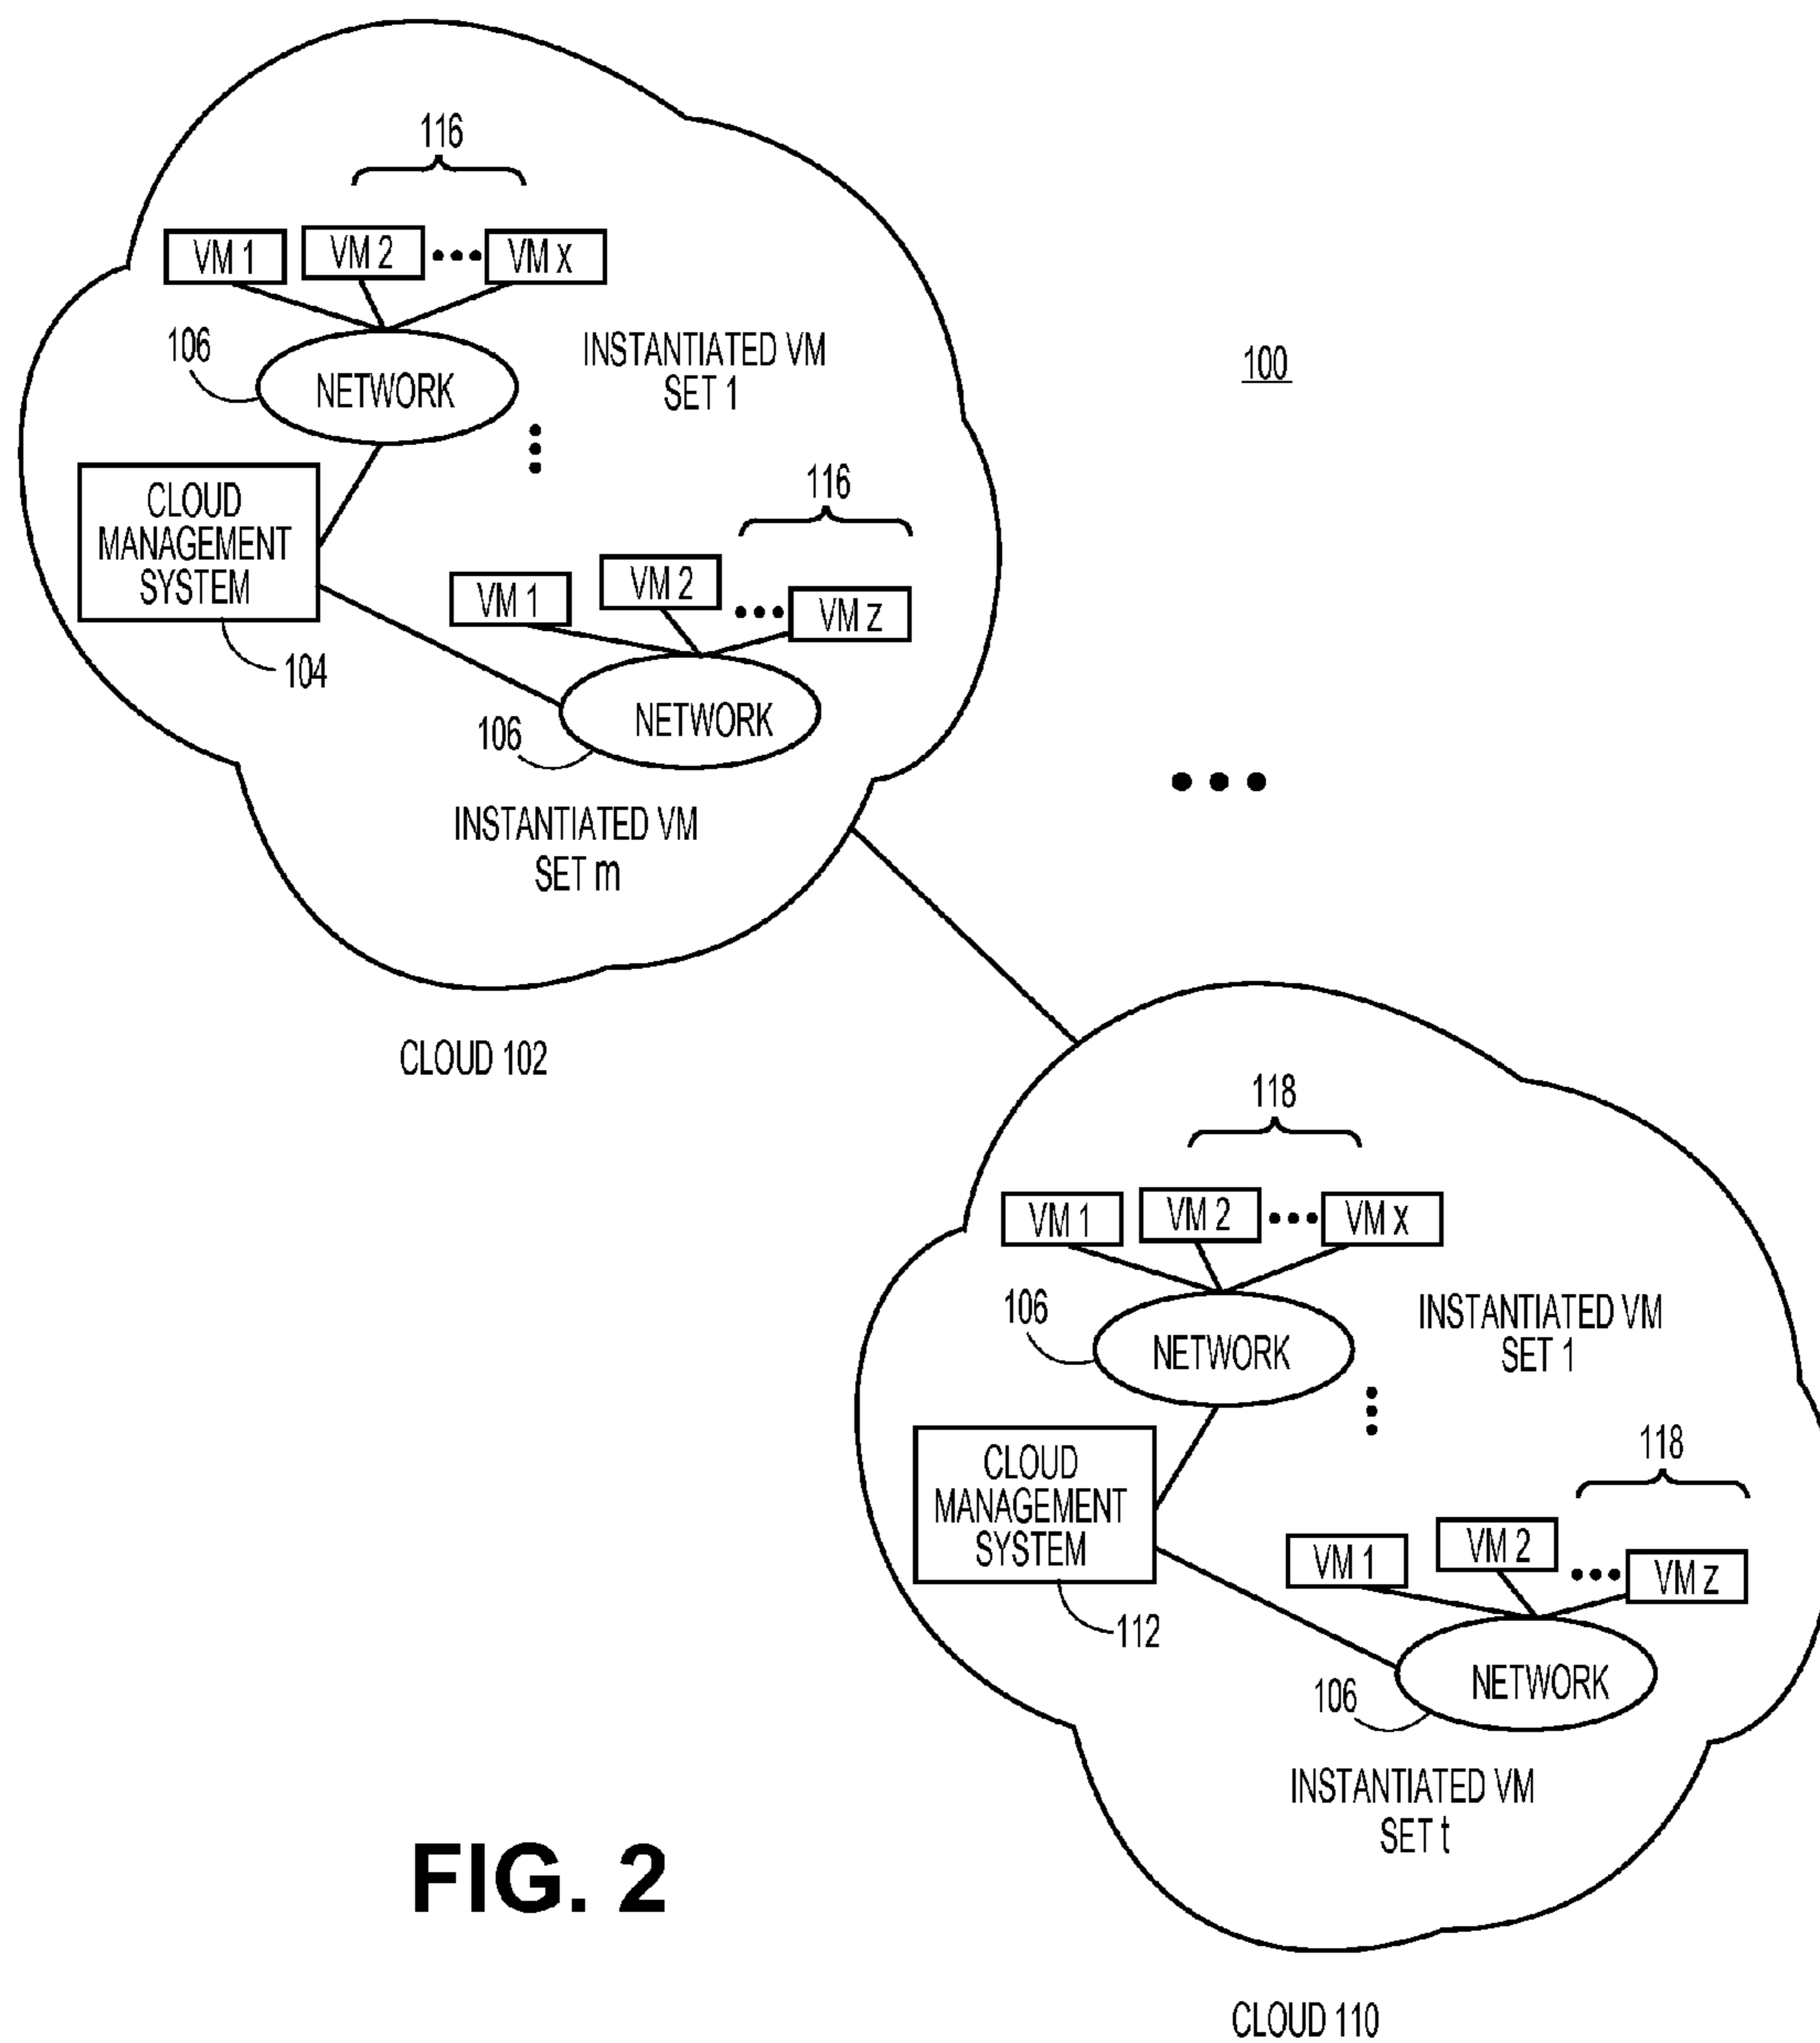 116
VM 1
VM 2
VM X
106
NETWORK
INSTANTIATED VM
SET 1
100
CLOUD
MANAGEMENT
SYSTEM
104
116
VM 1
VM 2
VM Z
106
NETWORK
INSTANTIATED VM
SET m
CLOUD 102
118
VM 1
VM 2
VM X
106
NETWORK
INSTANTIATED VM
SET 1
CLOUD
MANAGEMENT
SYSTEM
112
118
VM 1
VM 2
VM Z
106
NETWORK
INSTANTIATED VM
SET t
FIG. 2
CLOUD 110